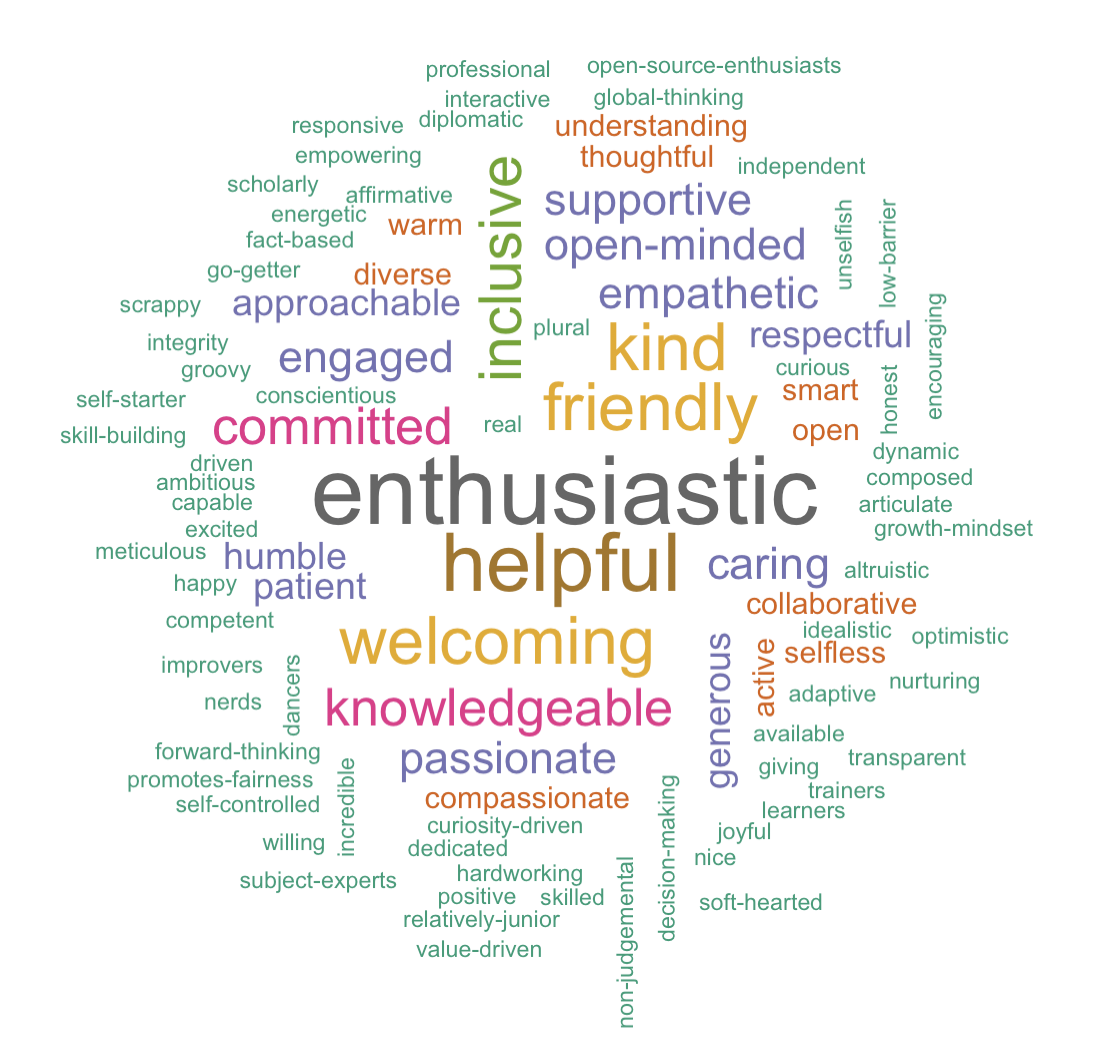 professional
open-source-enthusiasts
interactive
global-thinking
responsive
diplomatic
understanding
empowering
thoughtful
independent
scholarly
affirmative
inclusive
supportive
energetic
warm
unselfish
low-barrier
fact-based
open-minded
go-getter
diverse
approachable
empathetic
scrappy
plural
respectful
encouraging
integrity
engaged
kind
groovy
curious
conscientious
smart
honest
self-starter
friendly
committed
real
open
skill-building
dynamic
driven
composed
ambitious
enthusiastic
capable
articulate
excited
growth-mindset
meticulous
humble
helpful
caring
altruistic
happy
patient
collaborative
competent
idealistic
optimistic
welcoming
selfless
improvers
active
generous
nurturing
adaptive
dancers
nerds
knowledgeable
available
forward-thinking
passionate
transparent
giving
promotes-fairness
trainers
self-controlled
compassionate
learners
incredible
curiosity-driven
decision-making
joyful
willing
dedicated
nice
hardworking
subject-experts
positive
skilled
soft-hearted
relatively-junior
non-judgemental
value-driven